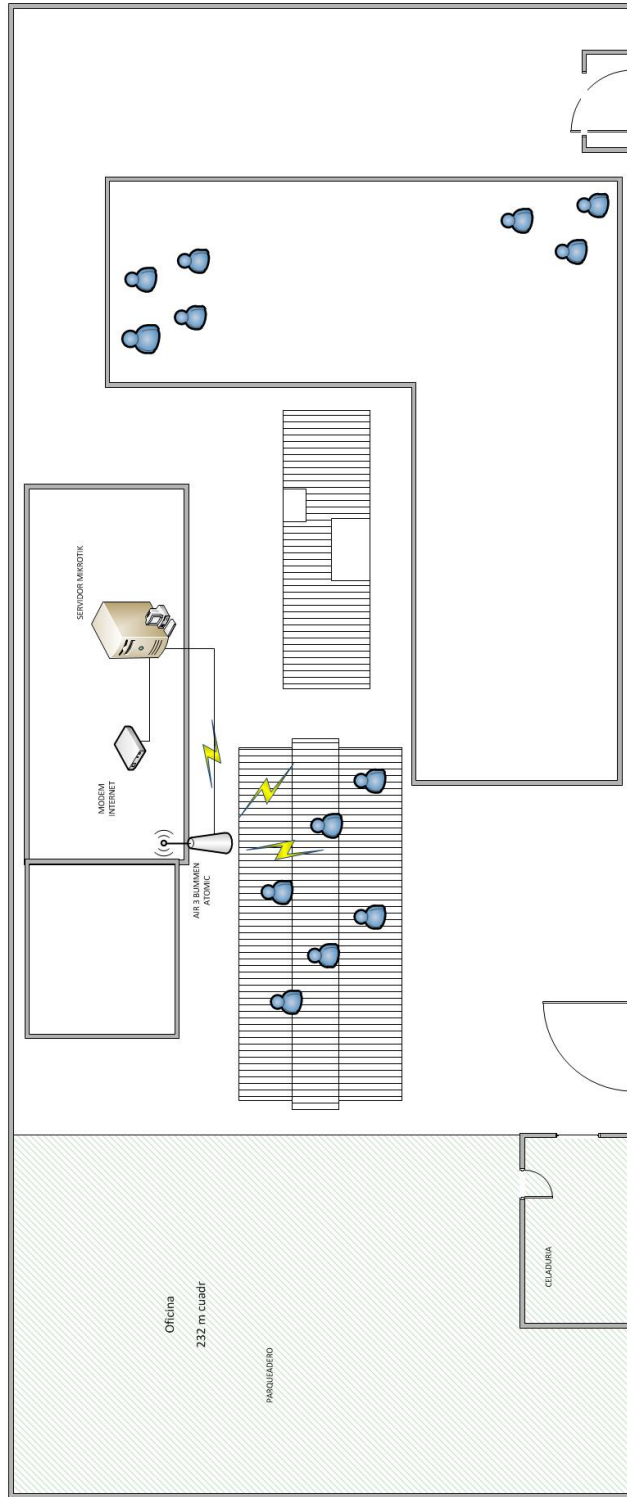 SERVIDOR MIKROTIK
MODEM
INTERNET
AIR 3 BUMMEN
ATOMIC
Oficina
232 m cuadr
PARQUEADERO
CELADURIA